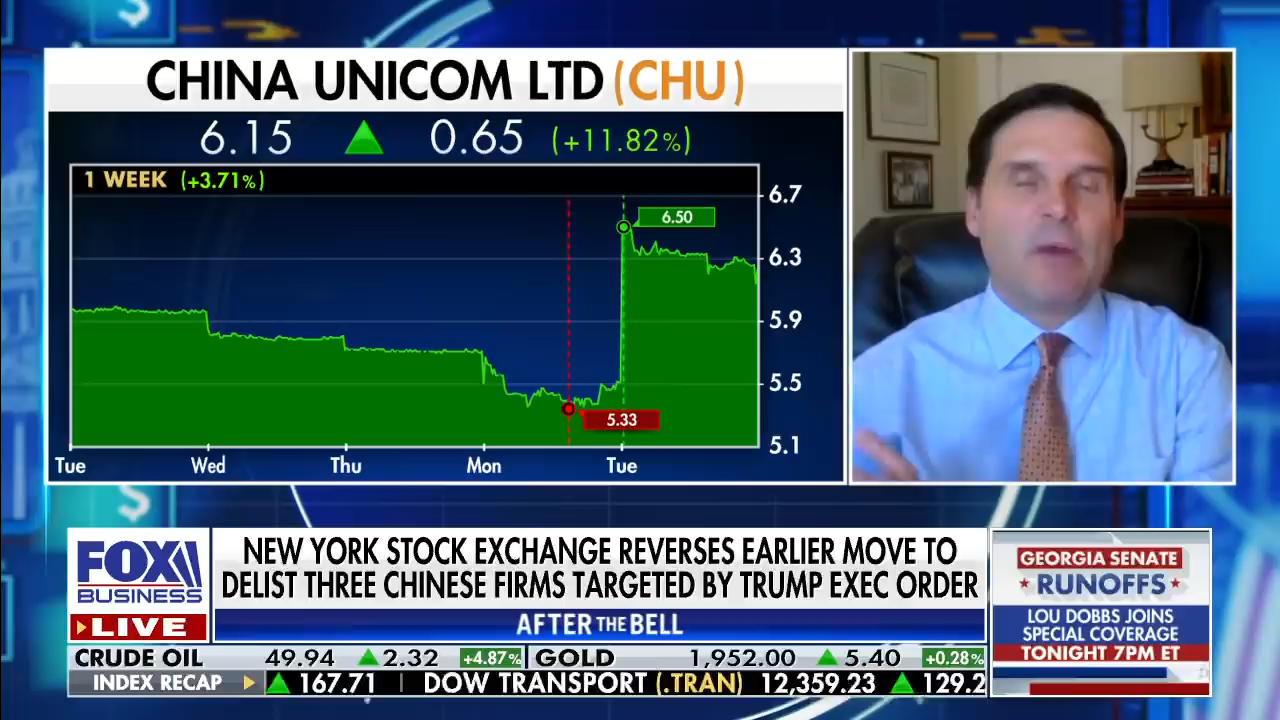 CHINA UNICOM LTD (CHU)
6.15 ▲ 0.65 (+11.82%)
1 WEEK (+3.71%)
6.7
6.50
6.3
5.9
5.5
5.33
5.1
Tue Wed Thu Mon Tue
FOX
BUSINESS
LIVE
NEW YORK STOCK EXCHANGE REVERSES EARLIER MOVE TO
DELIST THREE CHINESE FIRMS TARGETED BY TRUMP EXEC ORDER
AFTER THE BELL
GEORGIA SENATE
RUNOFFS
LOU DOBBS JOINS
SPECIAL COVERAGE
TONIGHT 7PM ET
CRUDE OIL 49.94 ▲ 2.32 +4.87% GOLD 1,952.00 ▲ 5.40 +0.28%
INDEX RECAP ▲ 167.71 | DOW TRANSPORT (.TRAN) 12,359.23 ▲ 129.2